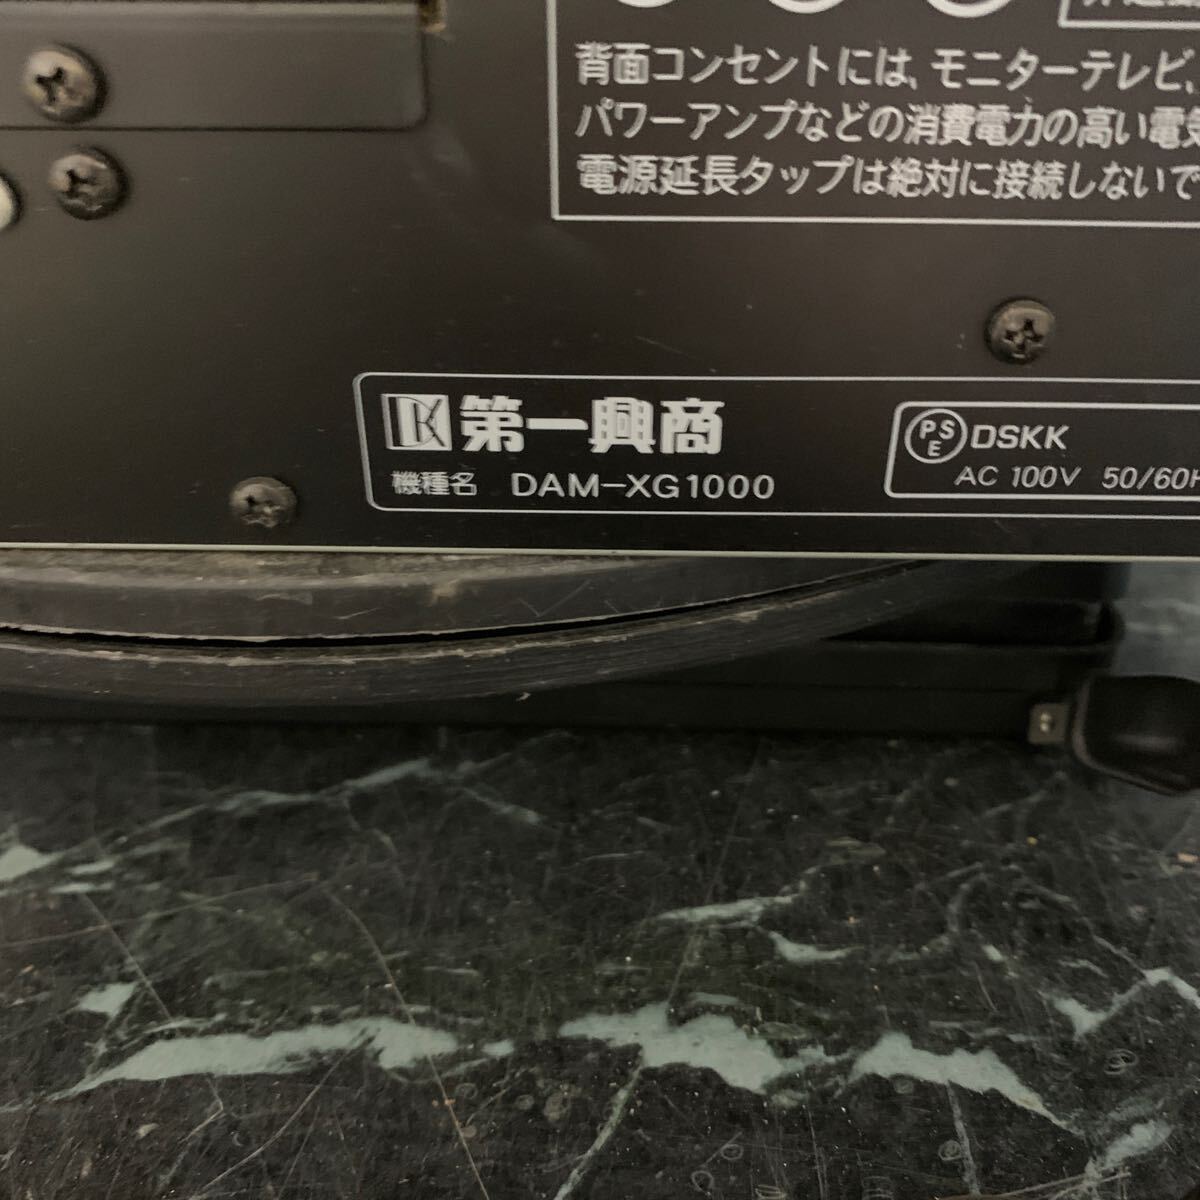 背面コンセントには、モニターテレビ、
パワーアンプなどの消費電力の高い電気
電源延長タップは絶対に接続しないで
DK 第一興商
機種名 DAM-XG1000
PSE DSKK
AC 100V 50/60H